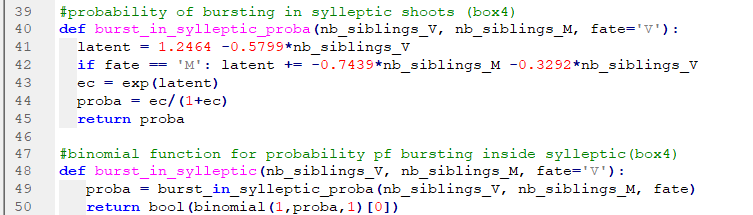 39 #probability of bursting in sylleptic shoots (box4)
40 def burst_in_sylleptic_proba(nb_siblings_V, nb_siblings_M, fate='V'):
41 latent = 1.2464 -0.5799*nb_siblings_V
42 if fate == 'M': latent += -0.7439*nb_siblings_M -0.3292*nb_siblings_V
43 ec = exp(latent)
44 proba = ec/(1+ec)
45 return proba
46
47 #binomial function for probability pf bursting inside sylleptic(box4)
48 def burst_in_sylleptic(nb_siblings_V, nb_siblings_M, fate='V'):
49 proba = burst_in_sylleptic_proba(nb_siblings_V, nb_siblings_M, fate)
50 return bool(binomial(1,proba,1)[0])